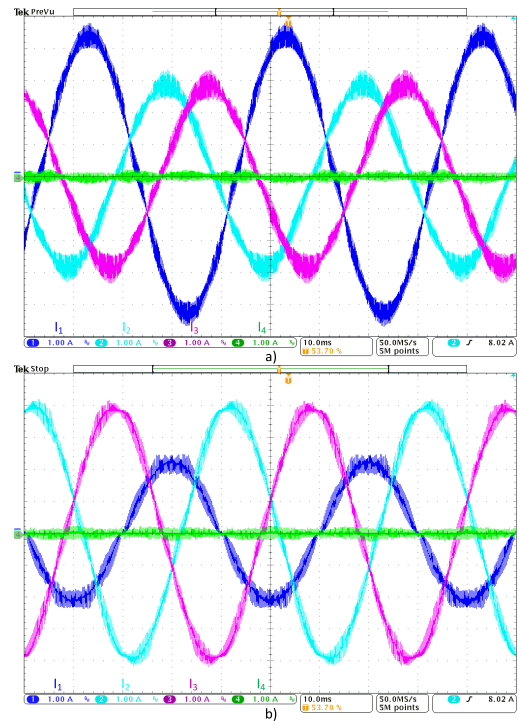 Tek PreVu
I1 I2 I3 I4
1 1.00 A 2 1.00 A 3 1.00 A 4 1.00 A 10.0ms 50.0MS/s 2 8.02 A
T 53.70 % 5M points
a)
Tek Stop
I1 I2 I3 I4
1 1.00 A 2 1.00 A 3 1.00 A 4 1.00 A 10.0ms 50.0MS/s 2 8.02 A
T 53.70 % 5M points
b)